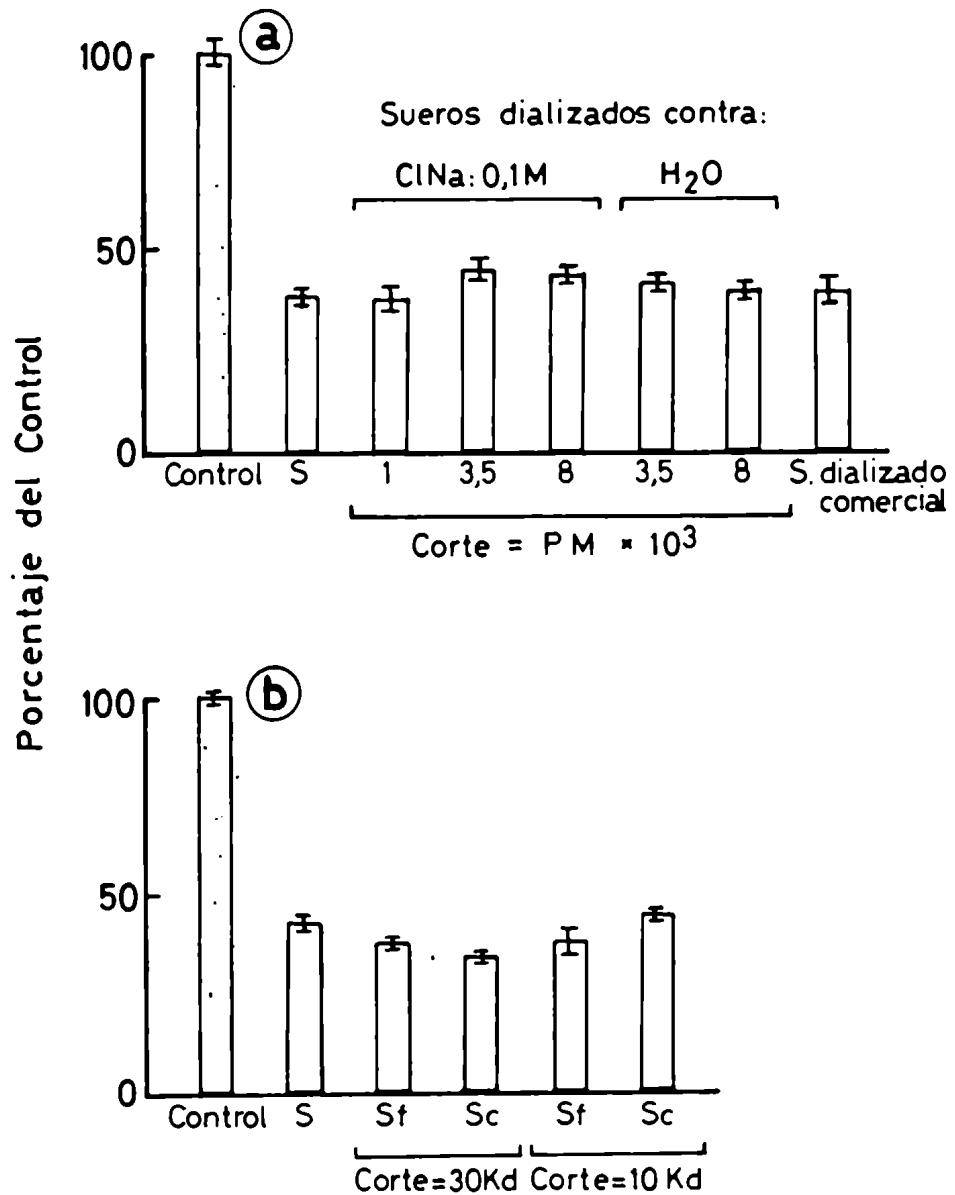 Porcentaje del Control
a
100
50
0
Sueros dializados contra:
ClNa: 0,1M
H2O
Control S 1 3,5 8 3,5 8 S. dializado
comercial
Corte = PM × 10³
b
100
50
0
Control S Sf Sc Sf Sc
Corte=30Kd Corte=10Kd